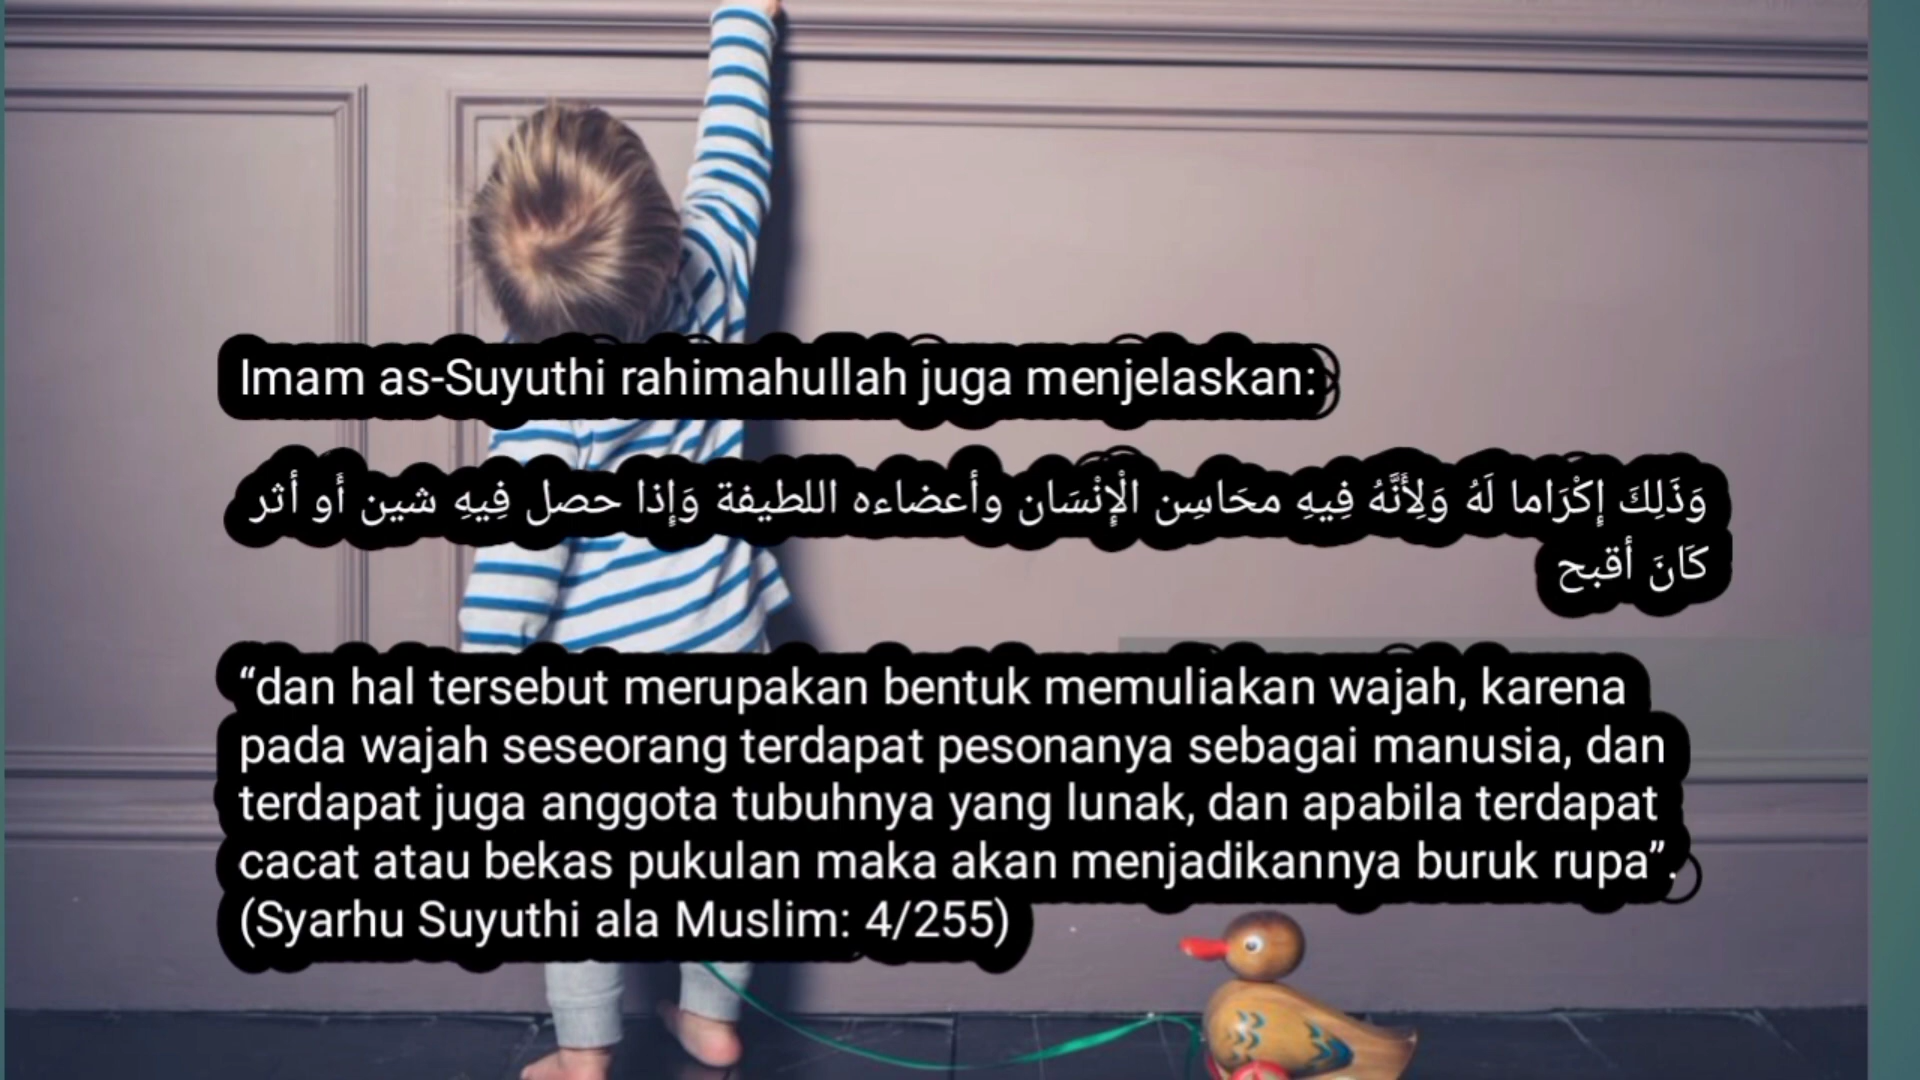 Imam as-Suyuthi rahimahullah juga menjelaskan:
وَذَلِكَ إِكْرَاما لَهُ وَلِأَنَّهُ فِيهِ محَاسِن الْإِنْسَان وأعضاءه اللطيفة وَإِذا حصل فِيهِ شين أَو أثر
كَانَ أقبح
“dan hal tersebut merupakan bentuk memuliakan wajah, karena
pada wajah seseorang terdapat pesonanya sebagai manusia, dan
terdapat juga anggota tubuhnya yang lunak, dan apabila terdapat
cacat atau bekas pukulan maka akan menjadikannya buruk rupa”.
(Syarhu Suyuthi ala Muslim: 4/255)